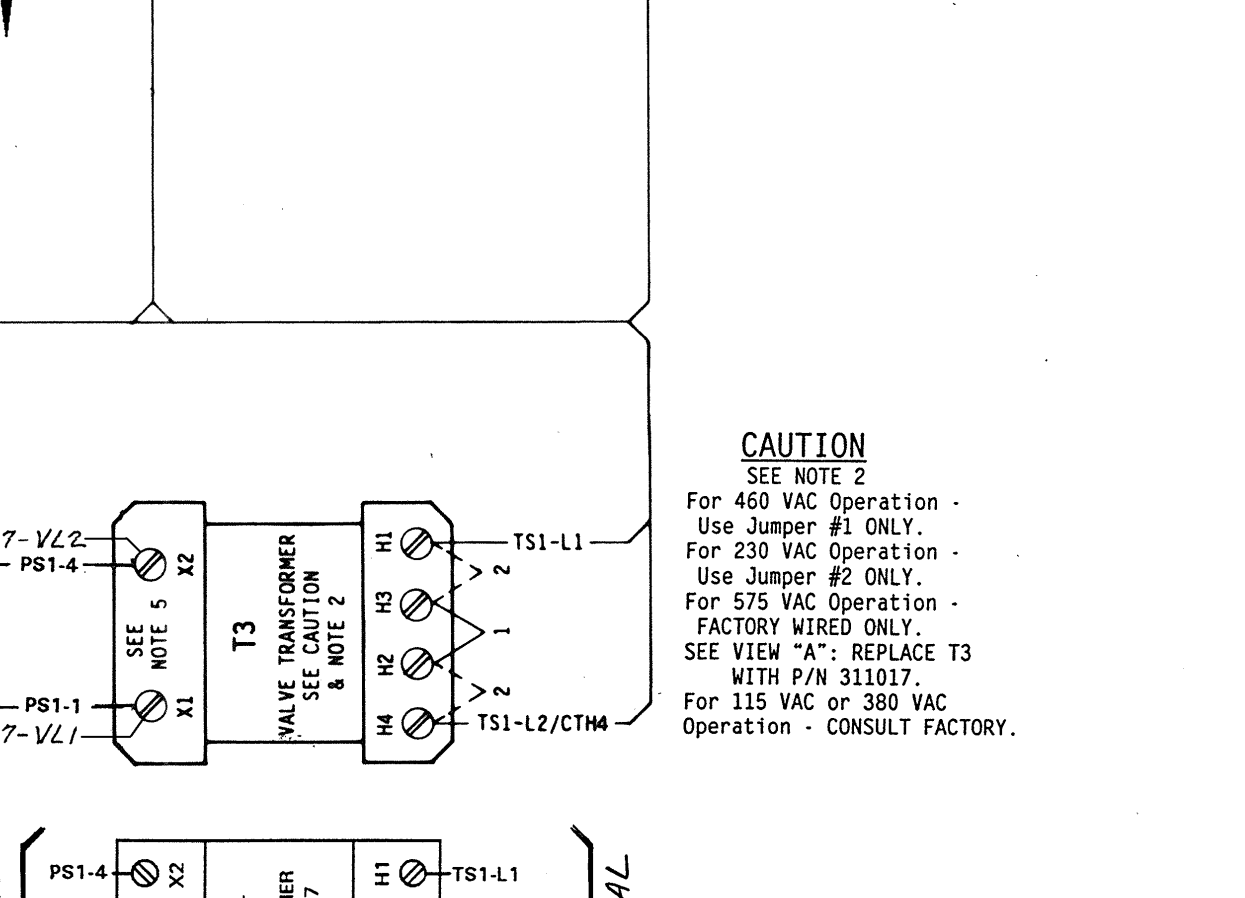 CAUTION
SEE NOTE 2
For 460 VAC Operation -
Use Jumper #1 ONLY.
For 230 VAC Operation -
Use Jumper #2 ONLY.
For 575 VAC Operation -
FACTORY WIRED ONLY.
SEE VIEW "A": REPLACE T3
WITH P/N 311017.
For 115 VAC or 380 VAC
Operation - CONSULT FACTORY.
7-VL2
PS1-4
X2
SEE
NOTE 5
PS1-1
X1
7-VL1
T3
VALVE TRANSFORMER
SEE CAUTION
& NOTE 2
H1
TS1-L1
2
H3
1
H2
2
H4
TS1-L2/CTH4
PS1-4
X2
H1
TS1-L1